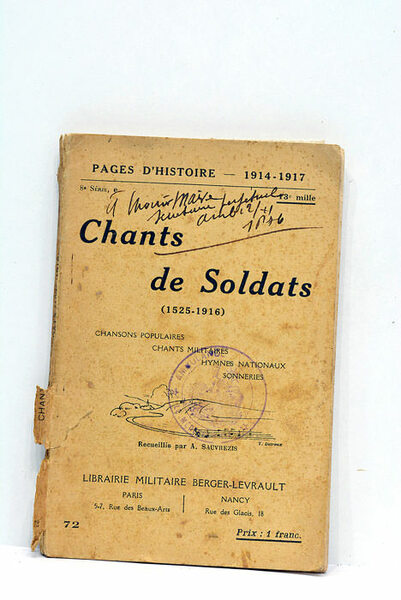 PAGES D'HISTOIRE — 1914-1917
8e Série, 13e mille
A
Chants
de Soldats
(1525-1916)
CHANSONS POPULAIRES
CHANTS MILITAIRES
HYMNES NATIONAUX
SONNERIES
Recueillis par A. SAUVREZIS
LIBRAIRIE MILITAIRE BERGER-LEVRAULT
PARIS
5-7, Rue des Beaux-Arts
NANCY
Rue des Glacis, 18
72
Prix : 1 franc.
CHAN